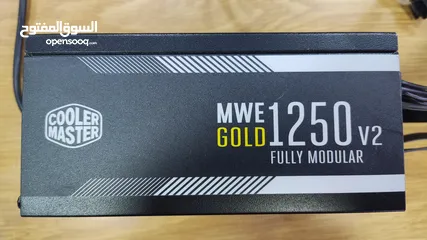 السوق المفتوح
opensooq.com
COOLER
MASTER
MWE
GOLD 1250 V2
FULLY MODULAR